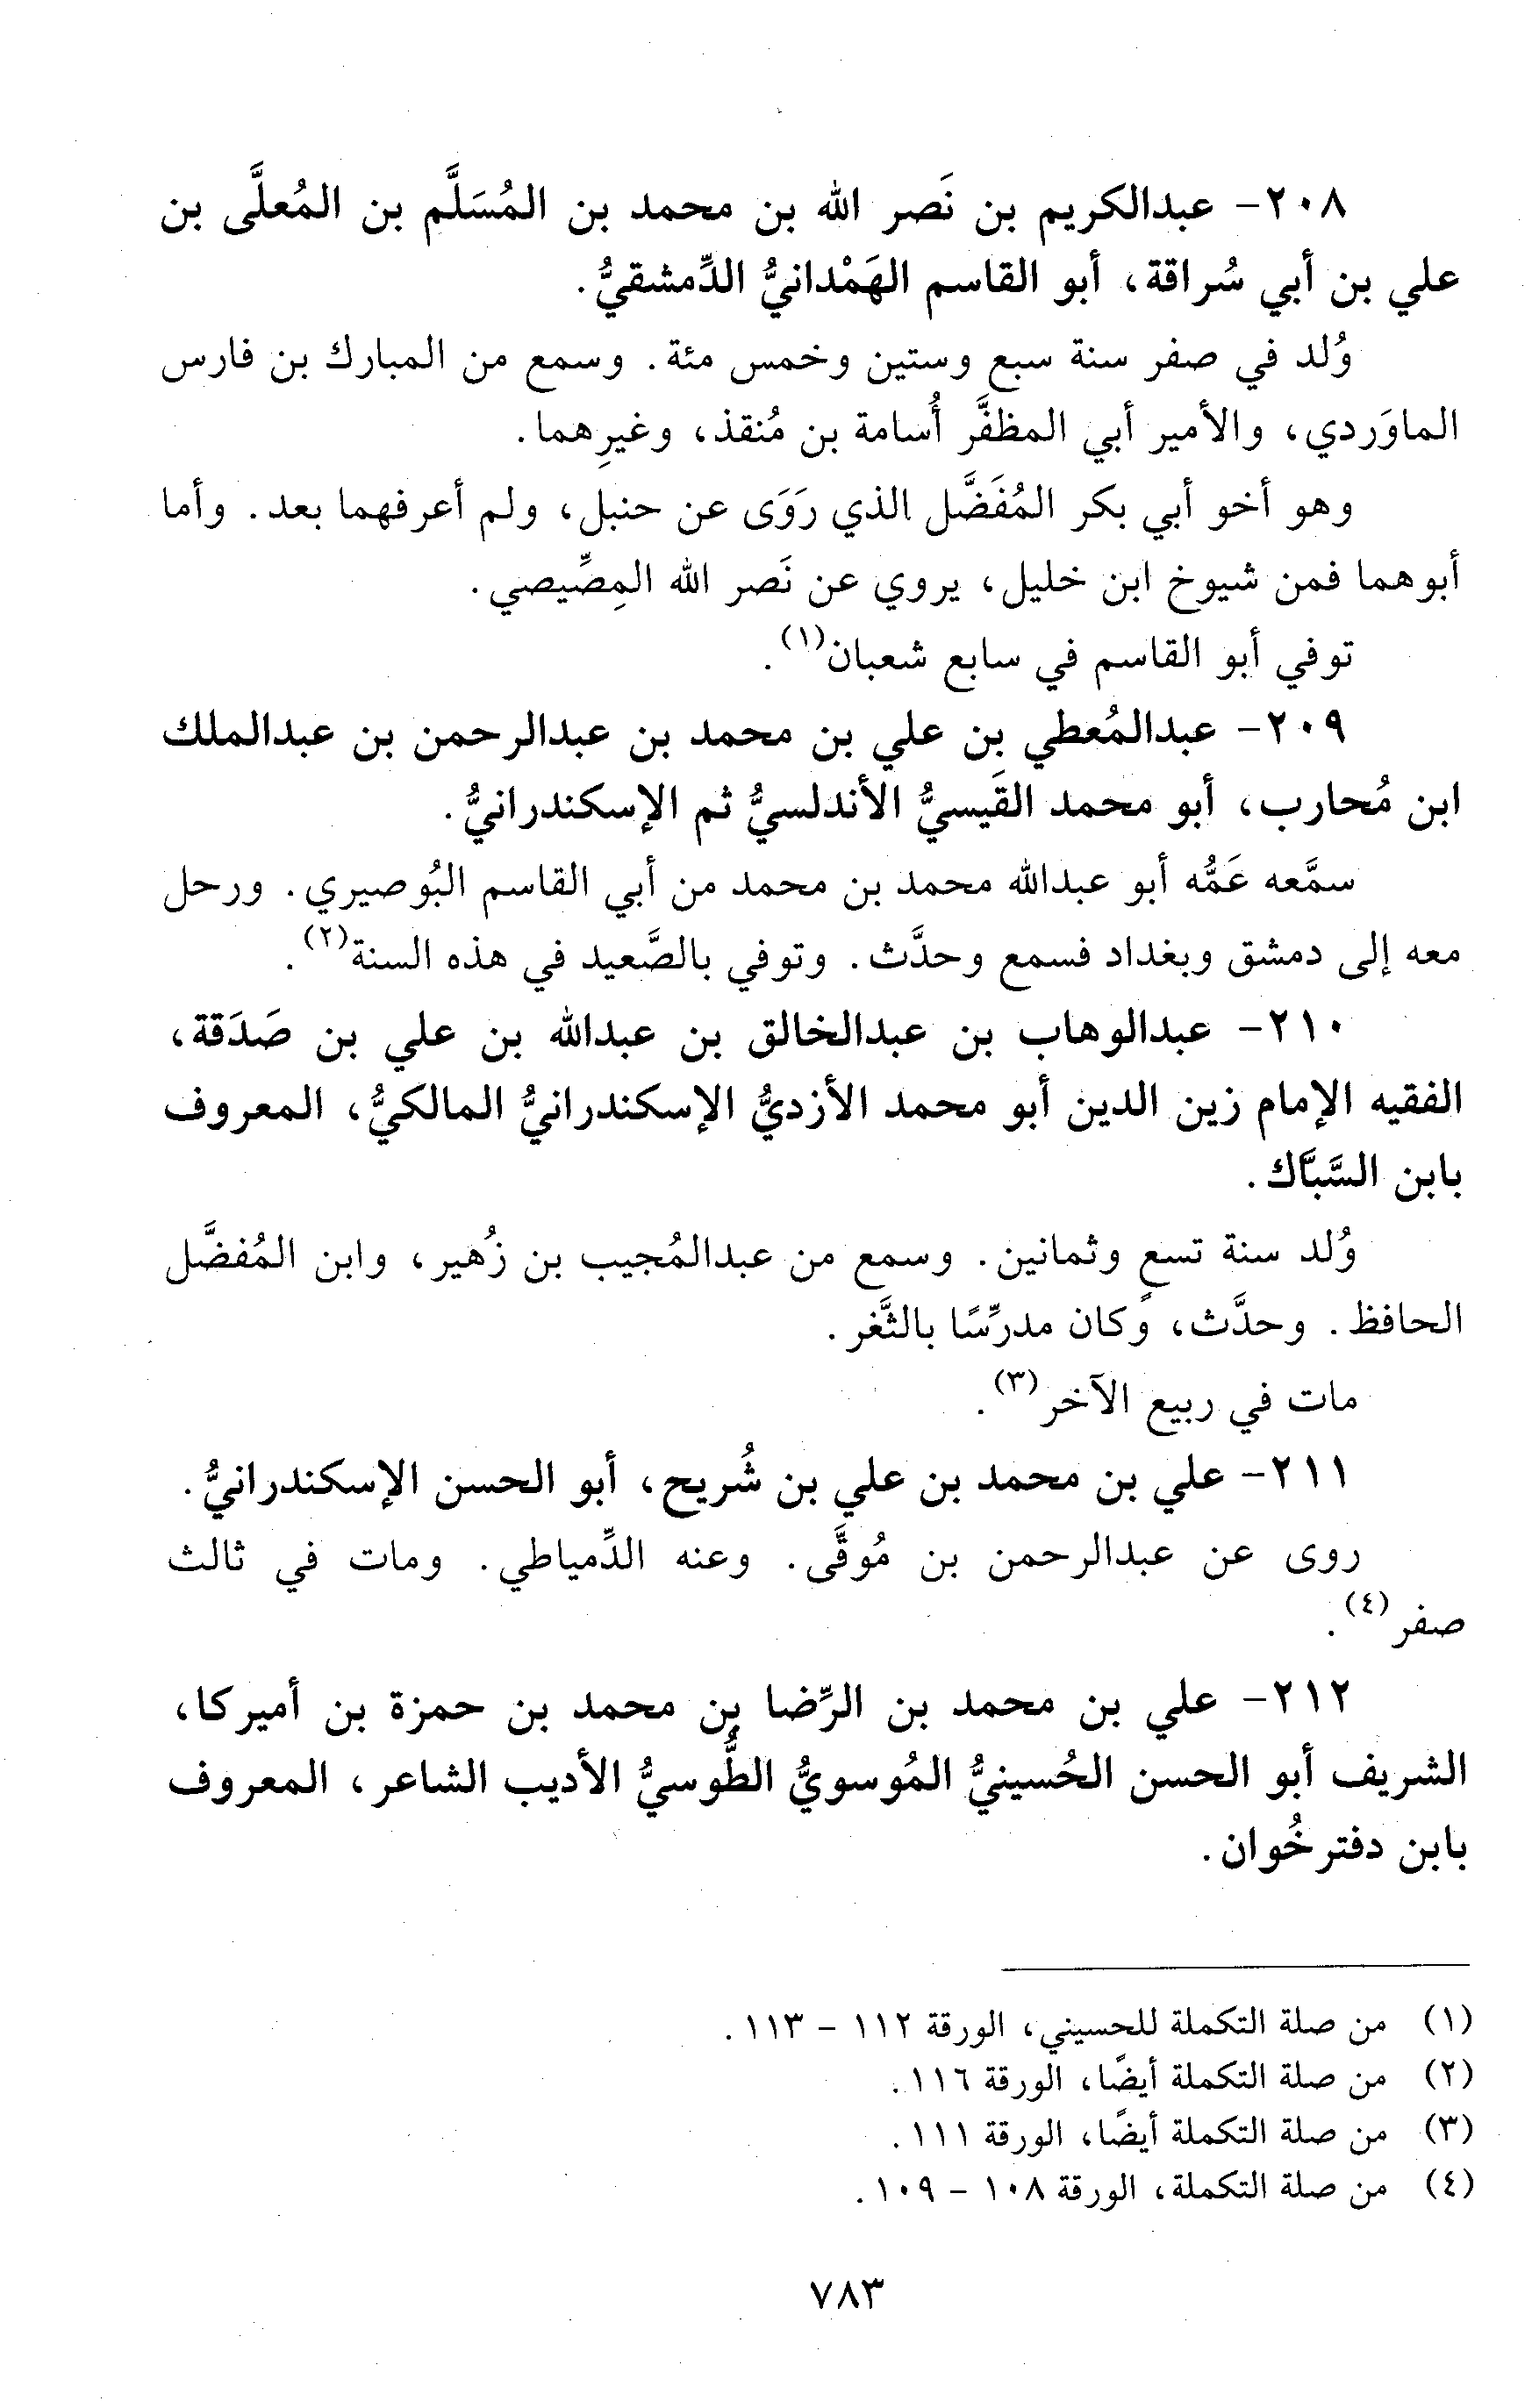 ٢٠٨- عبدالكريم بن نَصر الله بن محمد بن المُسَلَّم بن المُعلَّى بن
علي بن أبي سُراقة، أبو القاسم الهَمْدانيُّ الدِّمشقيُّ.
وُلد في صفر سنة سبع وستين وخمس مئة. وسمع من المبارك بن فارس
الماوَردي، والأمير أبي المظفَّر أُسامة بن مُنقذ، وغيرِهما.
وهو أخو أبي بكر المُفَضَّل الذي رَوَى عن حنبل، ولم أعرفهما بعد. وأما
أبوهما فمن شيوخ ابن خليل، يروي عن نَصر الله المِصِّيصي.
توفي أبو القاسم في سابع شعبان(١).
٢٠٩- عبدالمُعطي بن علي بن محمد بن عبدالرحمن بن عبدالملك
ابن مُحارب، أبو محمد القَيسيُّ الأندلسيُّ ثم الإسكندرانيُّ.
سمَّعه عَمُّه أبو عبدالله محمد بن محمد من أبي القاسم البُوصيري. ورحل
معه إلى دمشق وبغداد فسمع وحدَّث. وتوفي بالصَّعيد في هذه السنة(٢).
٢١٠- عبدالوهاب بن عبدالخالق بن عبدالله بن علي بن صَدَقة،
الفقيه الإمام زين الدين أبو محمد الأزديُّ الإسكندرانيُّ المالكيُّ، المعروف
بابن السَّبَّاك.
وُلد سنة تسعٍ وثمانين. وسمع من عبدالمُجيب بن زُهير، وابن المُفضَّل
الحافظ. وحدَّث، وكان مدرِّسًا بالثَّغر.
مات في ربيع الآخر(٣).
٢١١- علي بن محمد بن علي بن شُريح، أبو الحسن الإسكندرانيُّ.
روى عن عبدالرحمن بن مُوقَّى. وعنه الدِّمياطي. ومات في ثالث
صفر(٤).
٢١٢- علي بن محمد بن الرِّضا بن محمد بن حمزة بن أميركا،
الشريف أبو الحسن الحُسينيُّ المُوسويُّ الطُّوسيُّ الأديب الشاعر، المعروف
بابن دفترخُوان.
(١) من صلة التكملة للحسيني، الورقة ١١٢ - ١١٣.
(٢) من صلة التكملة أيضًا، الورقة ١١٦.
(٣) من صلة التكملة أيضًا، الورقة ١١١.
(٤) من صلة التكملة، الورقة ١٠٨ - ١٠٩.
٧٨٣